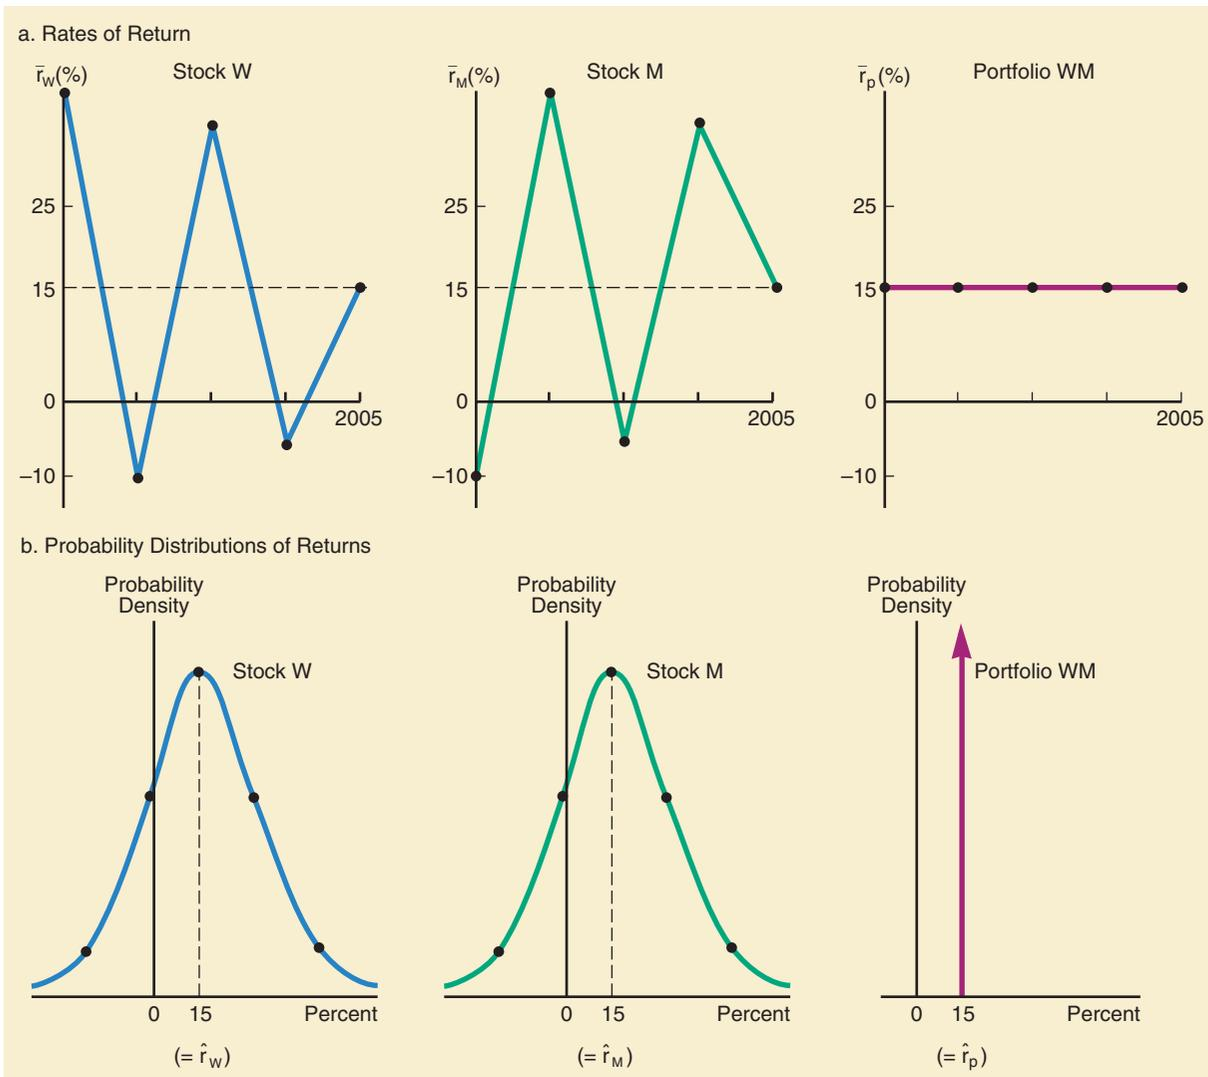 a. Rates of Return
r̄W(%) Stock W
25
15
0
2005
–10
r̄M(%) Stock M
25
15
0
2005
–10
r̄p(%) Portfolio WM
25
15
0
2005
–10
b. Probability Distributions of Returns
Probability
Density
Stock W
0 15 Percent
(= r̂W)
Probability
Density
Stock M
0 15 Percent
(= r̂M)
Probability
Density
Portfolio WM
0 15 Percent
(= r̂p)